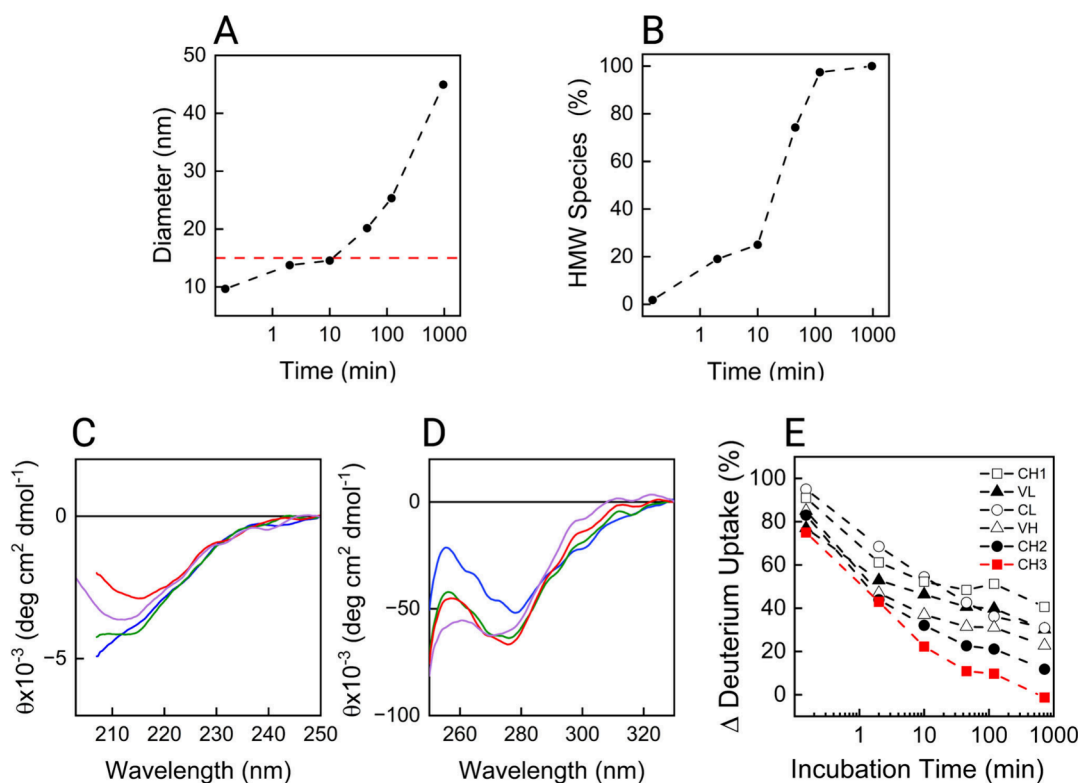 A
50
40
30
20
10
Diameter (nm)
1 10 100 1000
Time (min)
B
100
80
60
40
20
0
HMW Species (%)
1 10 100 1000
Time (min)
C
0
−5
θx10⁻³ (deg cm² dmol⁻¹)
210 220 230 240 250
Wavelength (nm)
D
0
−50
−100
θx10⁻³ (deg cm² dmol⁻¹)
260 280 300 320
Wavelength (nm)
E
100
80
60
40
20
0
Δ Deuterium Uptake (%)
CH1
VL
CL
VH
CH2
CH3
1 10 100 1000
Incubation Time (min)